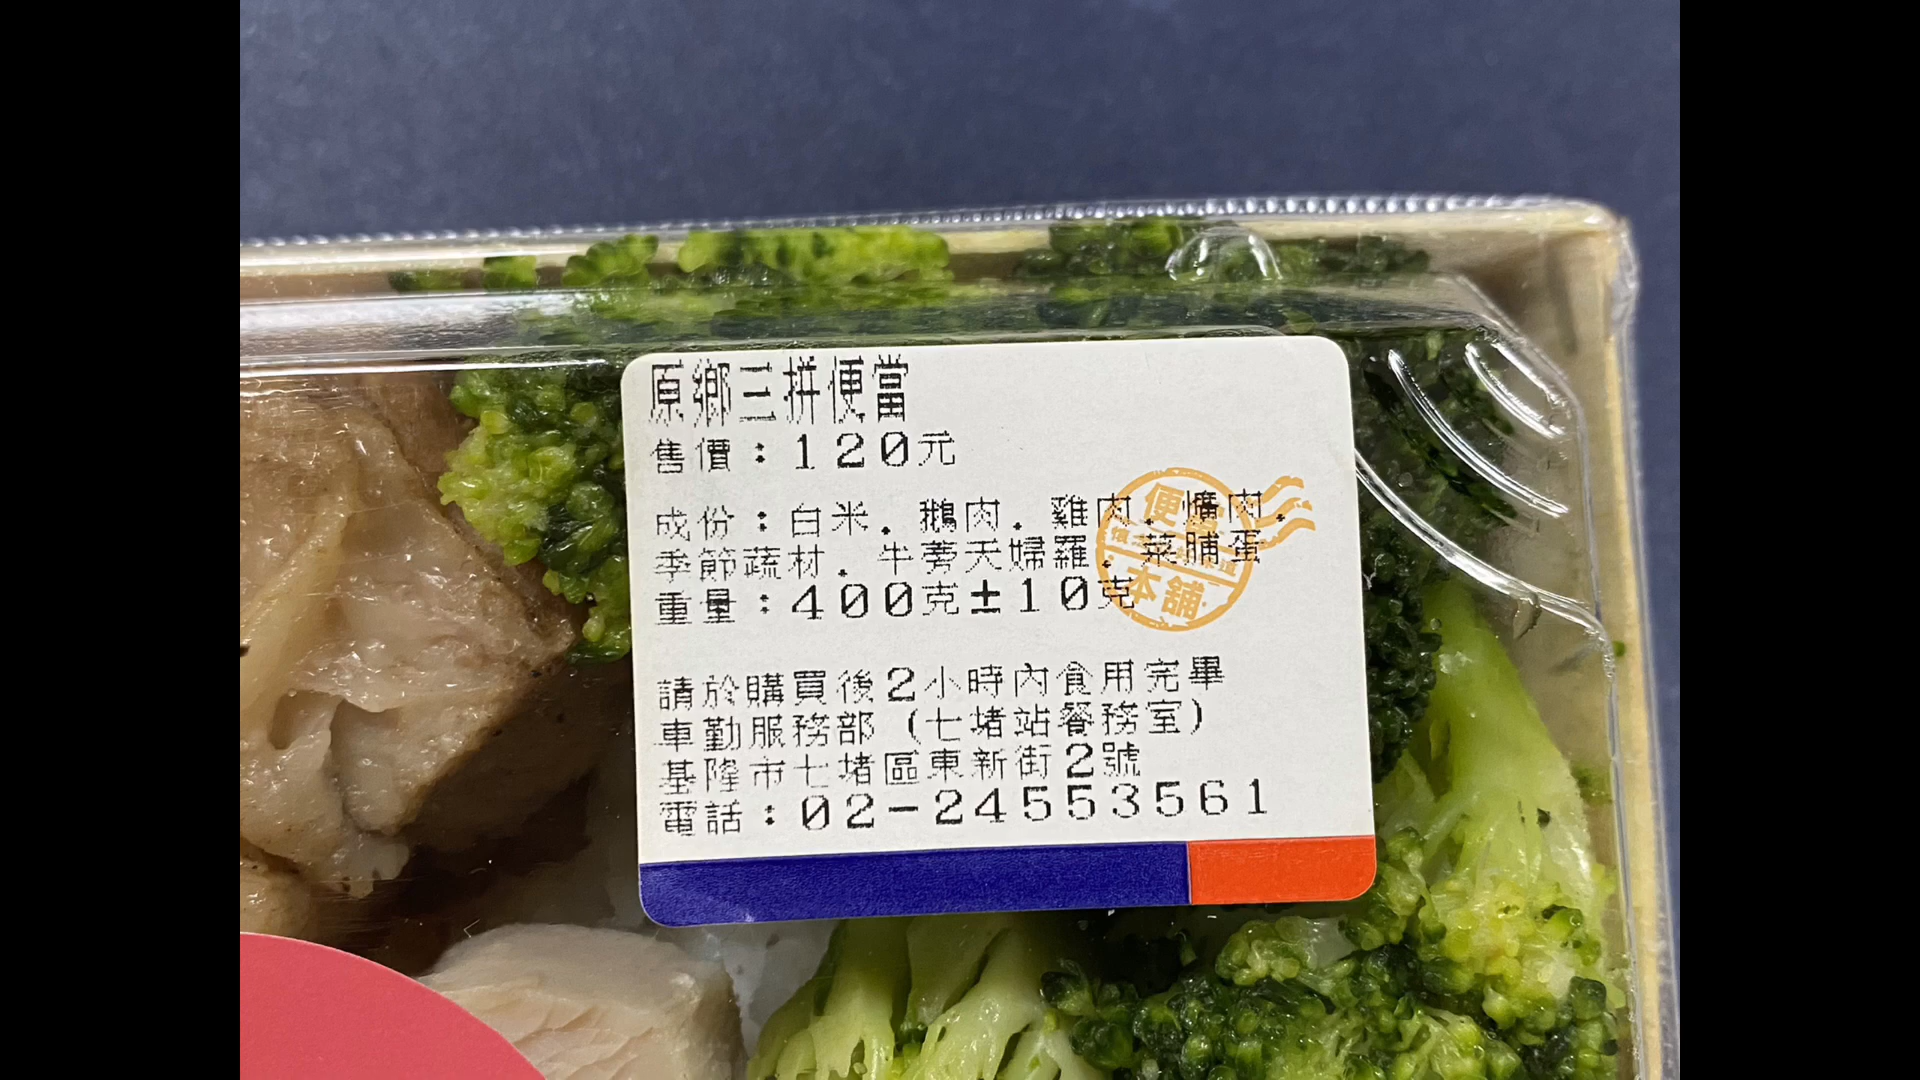 原鄉三拼便當
售價：120元
成份：白米．鵝肉．雞肉．爌肉．
季節蔬材．牛蒡天婦羅．菜脯蛋
重量：400克±10克
便當
本舖
請於購買後2小時內食用完畢
車勤服務部(七堵站餐務室)
基隆市七堵區東新街2號
電話：02-24553561